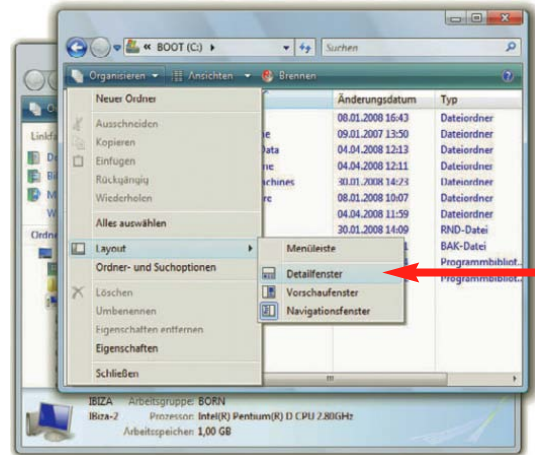 BOOT (C:)
Suchen
Organisieren
Ansichten
Brennen
Neuer Ordner
Ausschneiden
Kopieren
Einfügen
Rückgängig
Wiederholen
Alles auswählen
Layout
Ordner- und Suchoptionen
Löschen
Umbenennen
Eigenschaften entfernen
Eigenschaften
Schließen
Menüleiste
Detailfenster
Vorschaufenster
Navigationsfenster
Änderungsdatum Typ
08.01.2008 16:43 Dateiordner
09.01.2007 13:50 Dateiordner
04.04.2008 12:13 Dateiordner
04.04.2008 12:11 Dateiordner
30.01.2008 14:23 Dateiordner
08.01.2008 10:07 Dateiordner
04.04.2008 11:59 Dateiordner
30.01.2008 14:09 RND-Datei
BAK-Datei
Programmbibliot...
Programmbibliot...
IBIZA Arbeitsgruppe: BORN
IBiza-2 Prozessor: Intel(R) Pentium(R) D CPU 2.80GHz
Arbeitsspeicher: 1,00 GB